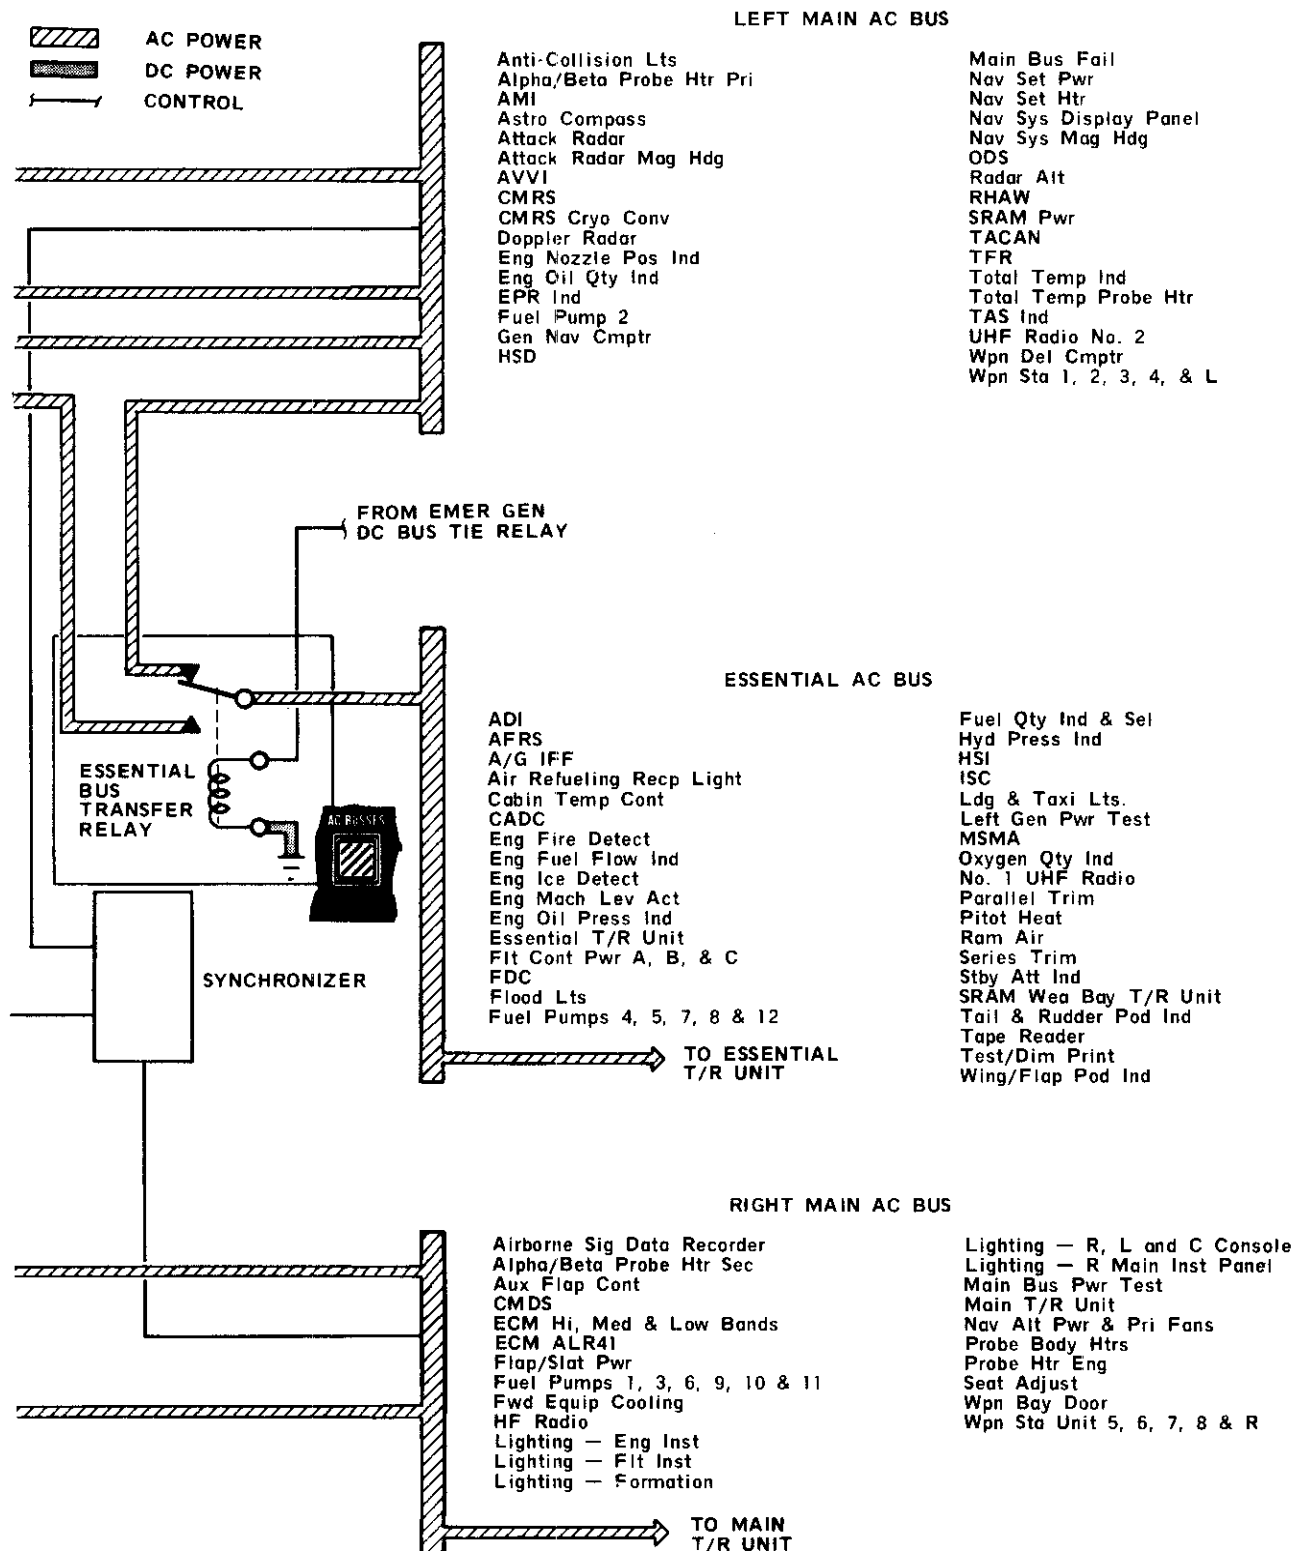 AC POWER
DC POWER
CONTROL
LEFT MAIN AC BUS
Anti-Collision Lts
Alpha/Beta Probe Htr Pri
AMI
Astro Compass
Attack Radar
Attack Radar Mag Hdg
AVVI
CMRS
CMRS Cryo Conv
Doppler Radar
Eng Nozzle Pos Ind
Eng Oil Qty Ind
EPR Ind
Fuel Pump 2
Gen Nav Cmptr
HSD
Main Bus Fail
Nav Set Pwr
Nav Set Htr
Nav Sys Display Panel
Nav Sys Mag Hdg
ODS
Radar Alt
RHAW
SRAM Pwr
TACAN
TFR
Total Temp Ind
Total Temp Probe Htr
TAS Ind
UHF Radio No. 2
Wpn Del Cmptr
Wpn Sta 1, 2, 3, 4, & L
FROM EMER GEN
DC BUS TIE RELAY
ESSENTIAL
BUS
TRANSFER
RELAY
AC BUSSES
SYNCHRONIZER
ESSENTIAL AC BUS
ADI
AFRS
A/G IFF
Air Refueling Recp Light
Cabin Temp Cont
CADC
Eng Fire Detect
Eng Fuel Flow Ind
Eng Ice Detect
Eng Mach Lev Act
Eng Oil Press Ind
Essential T/R Unit
Flt Cont Pwr A, B, & C
FDC
Flood Lts
Fuel Pumps 4, 5, 7, 8 & 12
Fuel Qty Ind & Sel
Hyd Press Ind
HSI
ISC
Ldg & Taxi Lts.
Left Gen Pwr Test
MSMA
Oxygen Qty Ind
No. 1 UHF Radio
Parallel Trim
Pitot Heat
Ram Air
Series Trim
Stby Att Ind
SRAM Wea Bay T/R Unit
Tail & Rudder Pod Ind
Tape Reader
Test/Dim Print
Wing/Flap Pod Ind
TO ESSENTIAL
T/R UNIT
RIGHT MAIN AC BUS
Airborne Sig Data Recorder
Alpha/Beta Probe Htr Sec
Aux Flap Cont
CMDS
ECM Hi, Med & Low Bands
ECM ALR41
Flap/Slat Pwr
Fuel Pumps 1, 3, 6, 9, 10 & 11
Fwd Equip Cooling
HF Radio
Lighting — Eng Inst
Lighting — Flt Inst
Lighting — Formation
Lighting — R, L and C Console
Lighting — R Main Inst Panel
Main Bus Pwr Test
Main T/R Unit
Nav Alt Pwr & Pri Fans
Probe Body Htrs
Probe Htr Eng
Seat Adjust
Wpn Bay Door
Wpn Sta Unit 5, 6, 7, 8 & R
TO MAIN
T/R UNIT